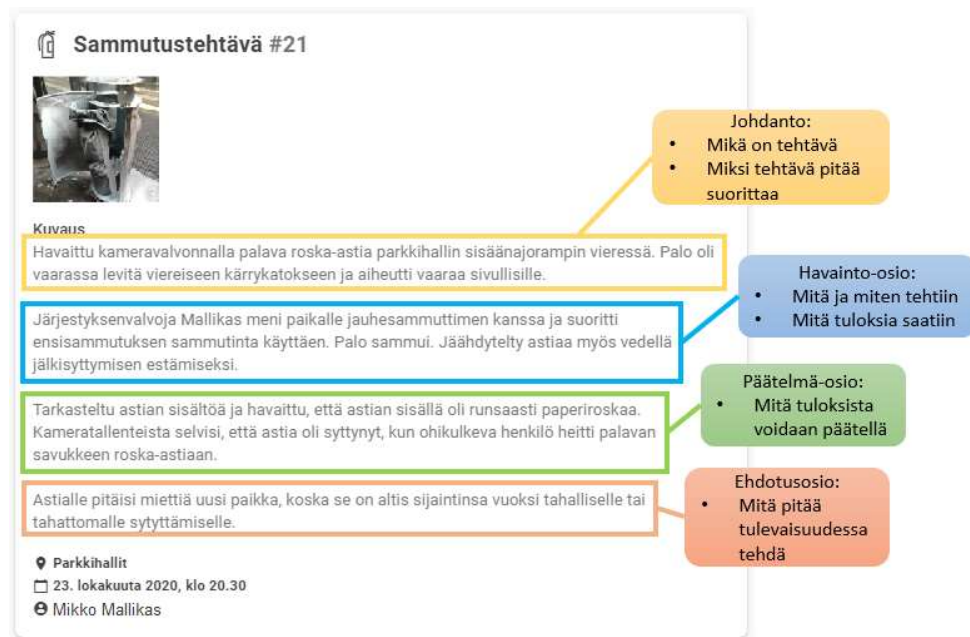 Sammutustehtävä #21
Kuvaus
Havaittu kameravalvonnalla palava roska-astia parkkihallin sisäänajorampin vieressä. Palo oli
vaarassa levitä viereiseen kärrykatokseen ja aiheutti vaaraa sivullisille.
Järjestyksenvalvoja Mallikas meni paikalle jauhesammuttimen kanssa ja suoritti
ensisammutuksen sammutinta käyttäen. Palo sammui. Jäähdytelty astiaa myös vedellä
jälkisyttymisen estämiseksi.
Tarkasteltu astian sisältöä ja havaittu, että astian sisällä oli runsaasti paperiroskaa.
Kameratallenteista selvisi, että astia oli syttynyt, kun ohikulkeva henkilö heitti palavan
savukkeen roska-astiaan.
Astialle pitäisi miettiä uusi paikka, koska se on altis sijaintinsa vuoksi tahalliselle tai
tahattomalle sytyttämiselle.
Parkkihallit
23. lokakuuta 2020, klo 20.30
Mikko Mallikas
Johdanto:
• Mikä on tehtävä
• Miksi tehtävä pitää
suorittaa
Havainto-osio:
• Mitä ja miten tehtiin
• Mitä tuloksia saatiin
Päätelmä-osio:
• Mitä tuloksista
voidaan päätellä
Ehdotusosio:
• Mitä pitää
tulevaisuudessa
tehdä